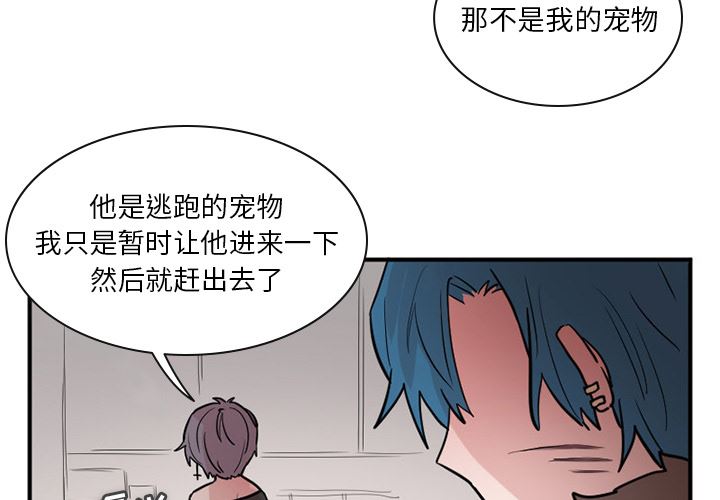 那不是我的宠物
他是逃跑的宠物
我只是暂时让他进来一下
然后就赶出去了